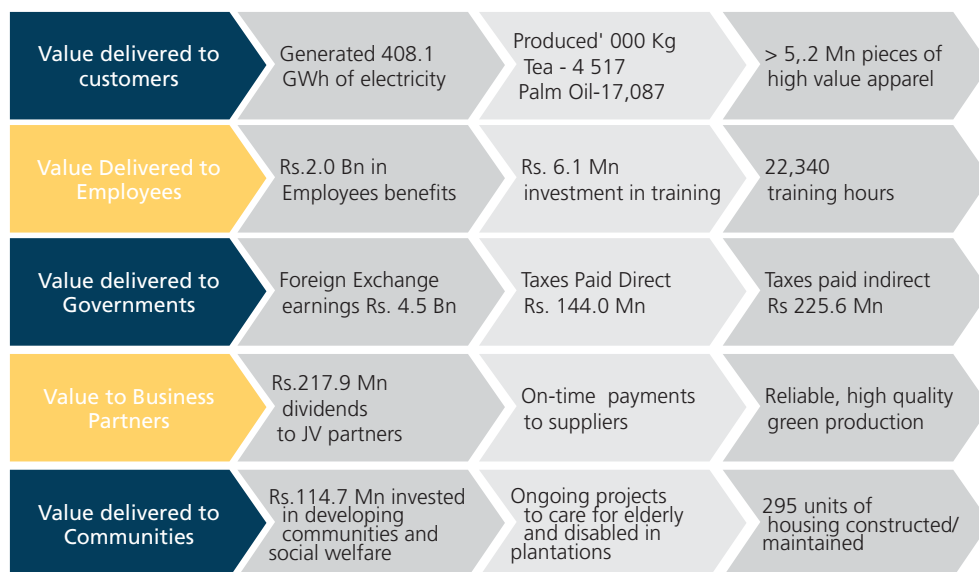 Value delivered to
customers
Generated 408.1
GWh of electricity
Produced' 000 Kg
Tea - 4 517
Palm Oil-17,087
> 5,.2 Mn pieces of
high value apparel
Value Delivered to
Employees
Rs.2.0 Bn in
Employees benefits
Rs. 6.1 Mn
investment in training
22,340
training hours
Value delivered to
Governments
Foreign Exchange
earnings Rs. 4.5 Bn
Taxes Paid Direct
Rs. 144.0 Mn
Taxes paid indirect
Rs 225.6 Mn
Value to Business
Partners
Rs.217.9 Mn
dividends
to JV partners
On-time payments
to suppliers
Reliable, high quality
green production
Value delivered to
Communities
Rs.114.7 Mn invested
in developing
communities and
social welfare
Ongoing projects
to care for elderly
and disabled in
plantations
295 units of
housing constructed/
maintained